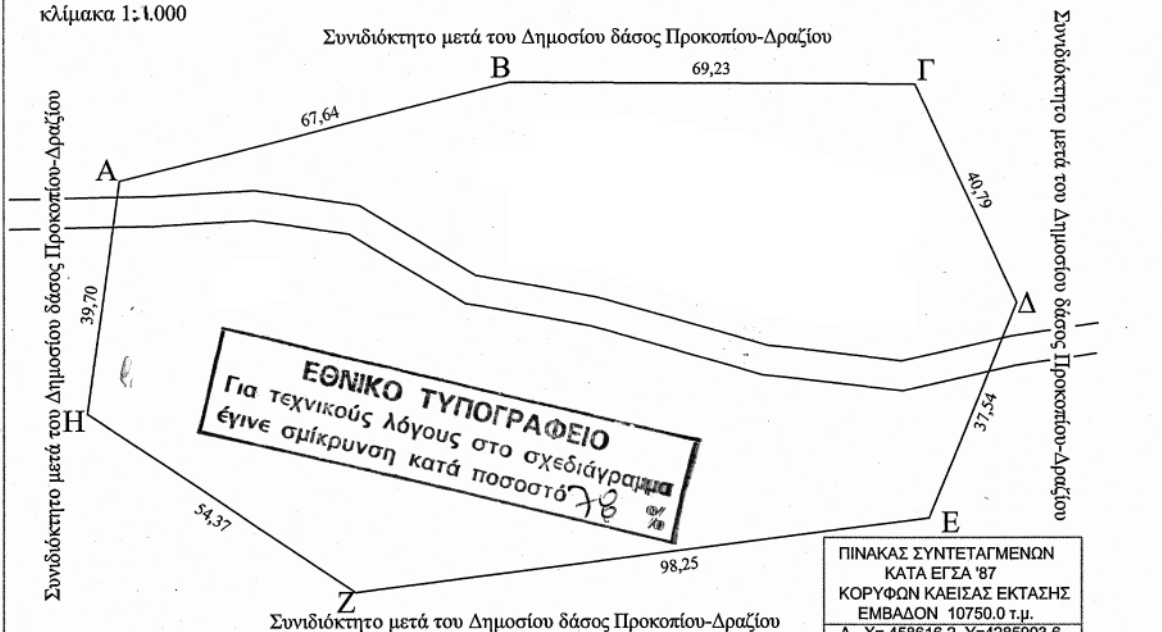 κλίμακα 1:1.000
Συνιδιόκτητο μετά του Δημοσίου δάσος Προκοπίου-Δραζίου
Β
69,23
Γ
67,64
Α
Συνιδιόκτητο μετά του Δημοσίου δάσος Προκοπίου-Δραζίου
Συνιδιόκτητο μετά του Δημοσίου δάσος Προκοπίου-Δραζίου
40,79
39,70
Δ
ΕΘΝΙΚΟ ΤΥΠΟΓΡΑΦΕΙΟ
Για τεχνικούς λόγους στο σχεδιάγραμμα
έγινε σμίκρυνση κατά ποσοστό 78 %
37,54
Η
54,37
Ε
98,25
Ζ
Συνιδιόκτητο μετά του Δημοσίου δάσος Προκοπίου-Δραζίου
ΠΙΝΑΚΑΣ ΣΥΝΤΕΤΑΓΜΕΝΩΝ
ΚΑΤΑ ΕΓΣΑ '87
ΚΟΡΥΦΩΝ ΚΑΕΙΣΑΣ ΕΚΤΑΣΗΣ
ΕΜΒΑΔΟΝ 10750.0 τ.μ.